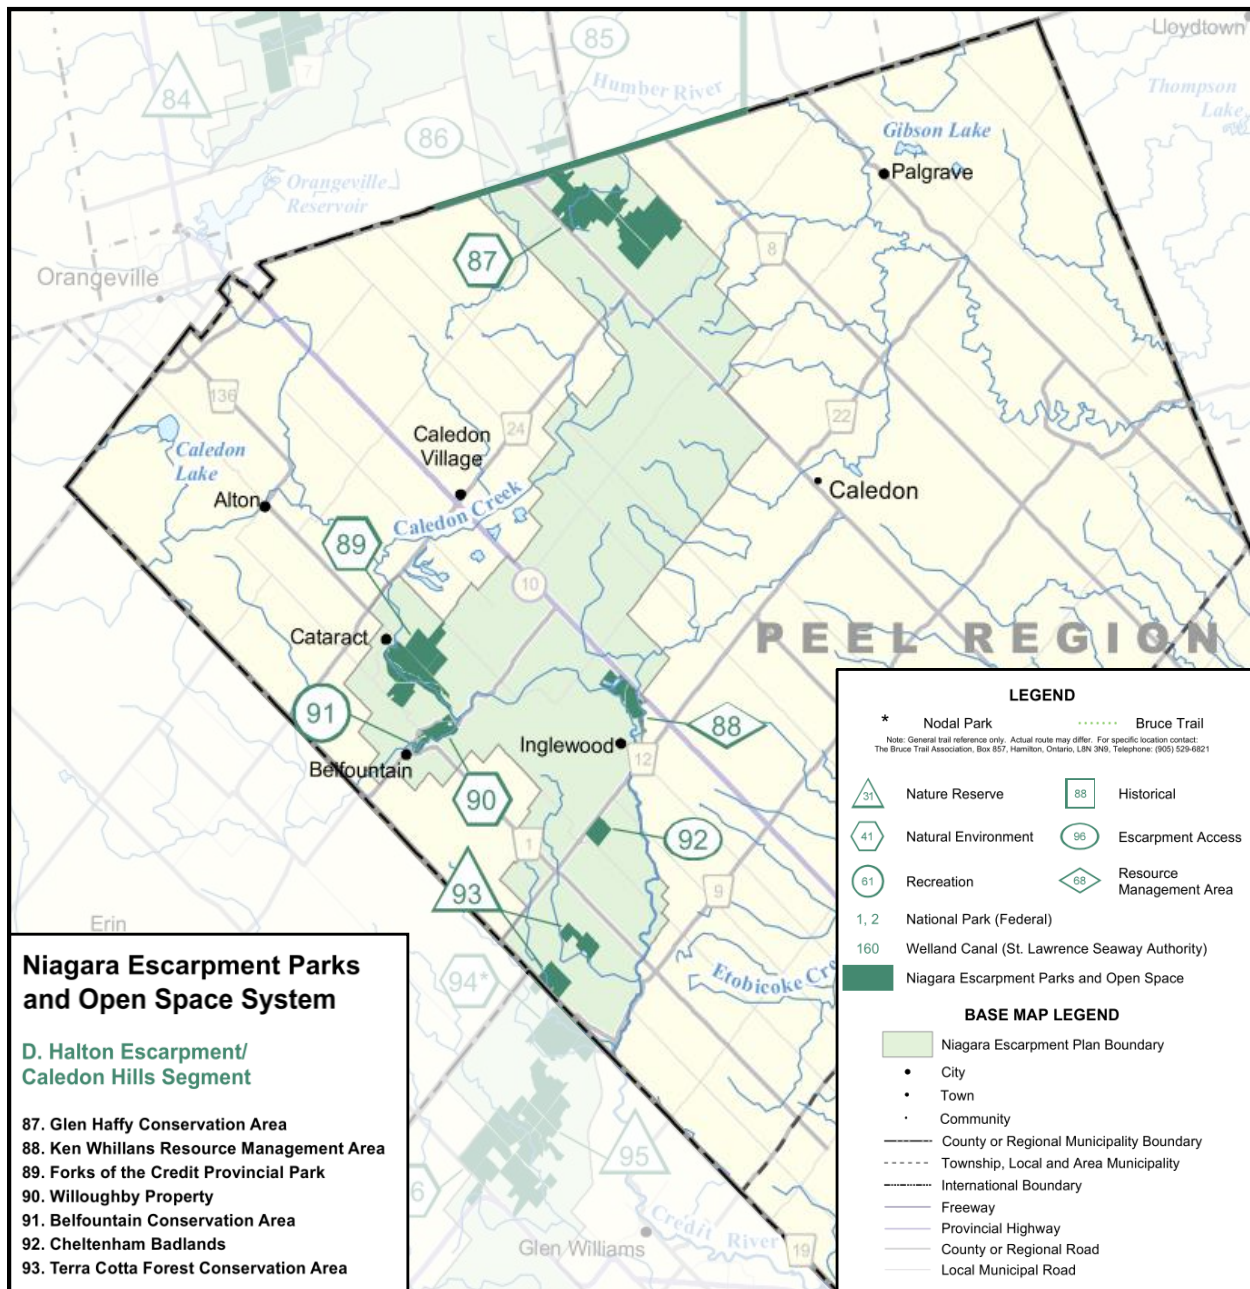 Lloydtown
85
Humber River
Thompson
Lake
7
84
86
Gibson Lake
Palgrave
Orangeville
Reservoir
Orangeville
87
8
136
24
22
Caledon
Village
Caledon
Lake
Alton
Caledon Creek
Caledon
89
10
Cataract
PEEL REGION
91
88
Inglewood
12
Belfountain
90
1
92
93
9
Erin
94*
Etobicoke Cre
95
6
Credit River
Glen Williams
19
Niagara Escarpment Parks
and Open Space System
D. Halton Escarpment/
Caledon Hills Segment
87. Glen Haffy Conservation Area
88. Ken Whillans Resource Management Area
89. Forks of the Credit Provincial Park
90. Willoughby Property
91. Belfountain Conservation Area
92. Cheltenham Badlands
93. Terra Cotta Forest Conservation Area
LEGEND
* Nodal Park
Bruce Trail
Note: General trail reference only. Actual route may differ. For specific location contact:
The Bruce Trail Association, Box 857, Hamilton, Ontario, L8N 3N9, Telephone: (905) 529-6821
31 Nature Reserve
88 Historical
41 Natural Environment
96 Escarpment Access
61 Recreation
68 Resource
Management Area
1, 2 National Park (Federal)
160 Welland Canal (St. Lawrence Seaway Authority)
Niagara Escarpment Parks and Open Space
BASE MAP LEGEND
Niagara Escarpment Plan Boundary
City
Town
Community
County or Regional Municipality Boundary
Township, Local and Area Municipality
International Boundary
Freeway
Provincial Highway
County or Regional Road
Local Municipal Road